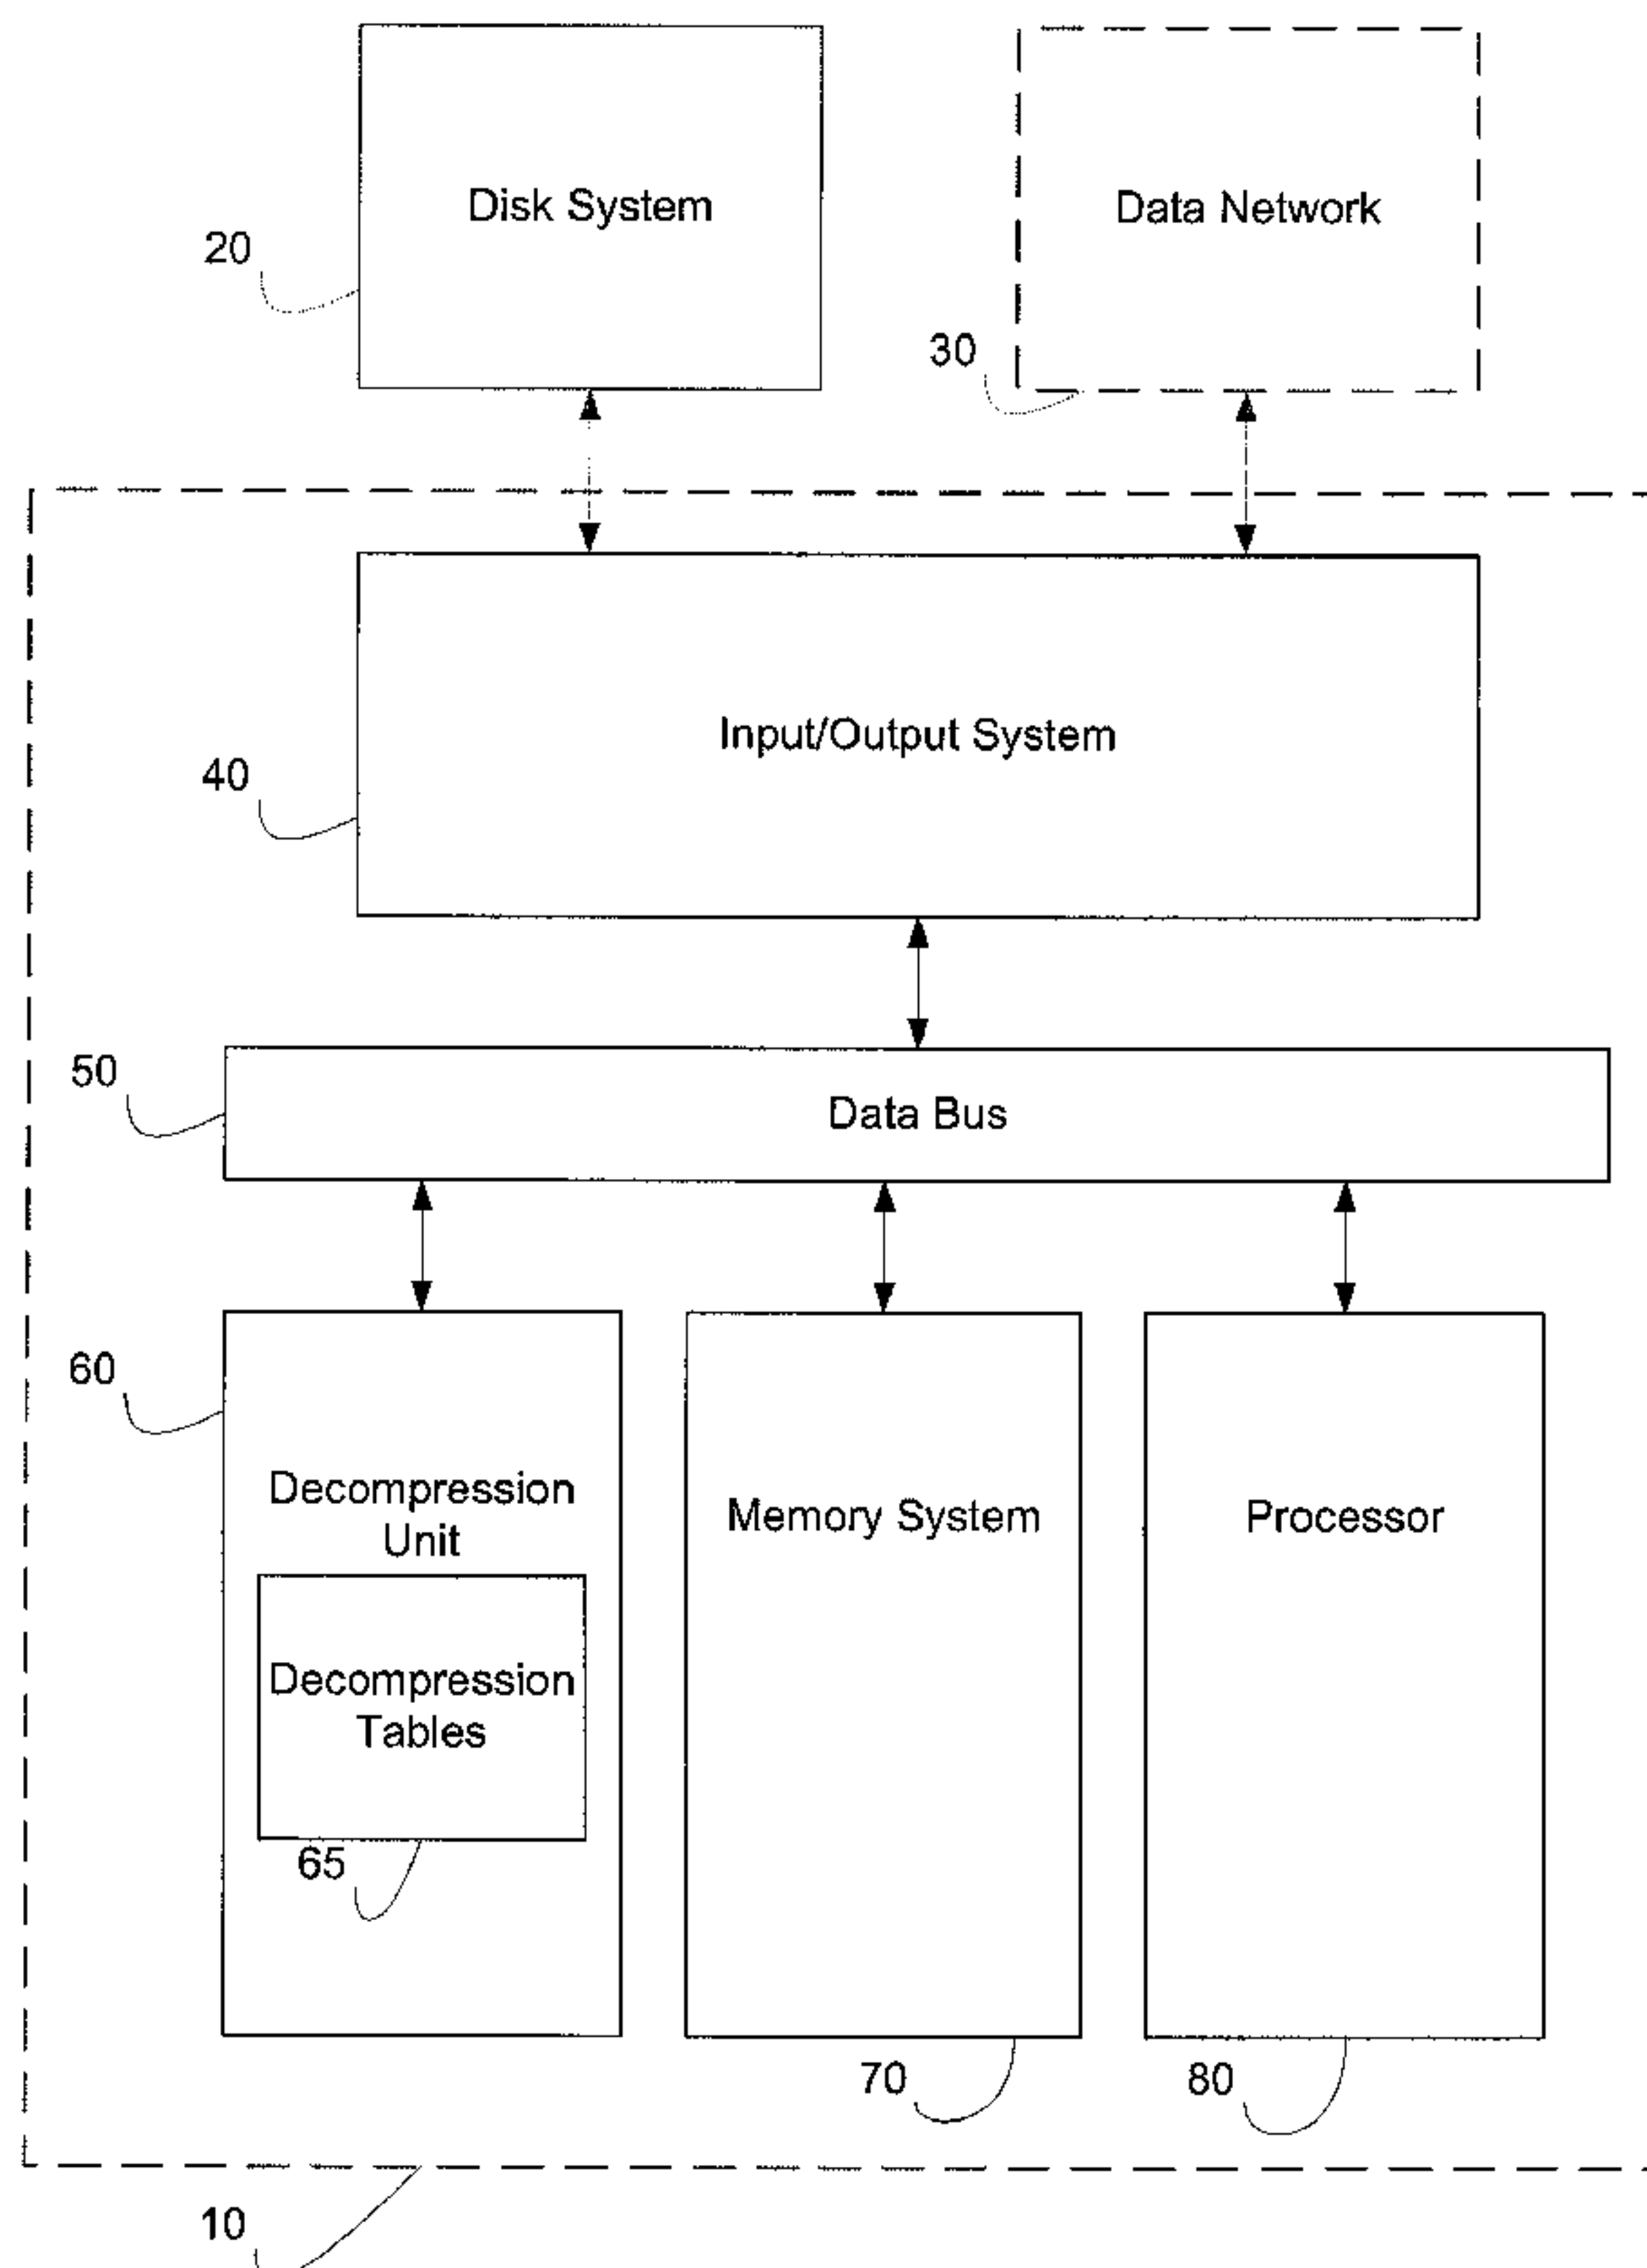 Disk System
Data Network
20
30
Input/Output System
40
50
Data Bus
60
Decompression
Unit
Memory System
Processor
Decompression
Tables
65
70
80
10